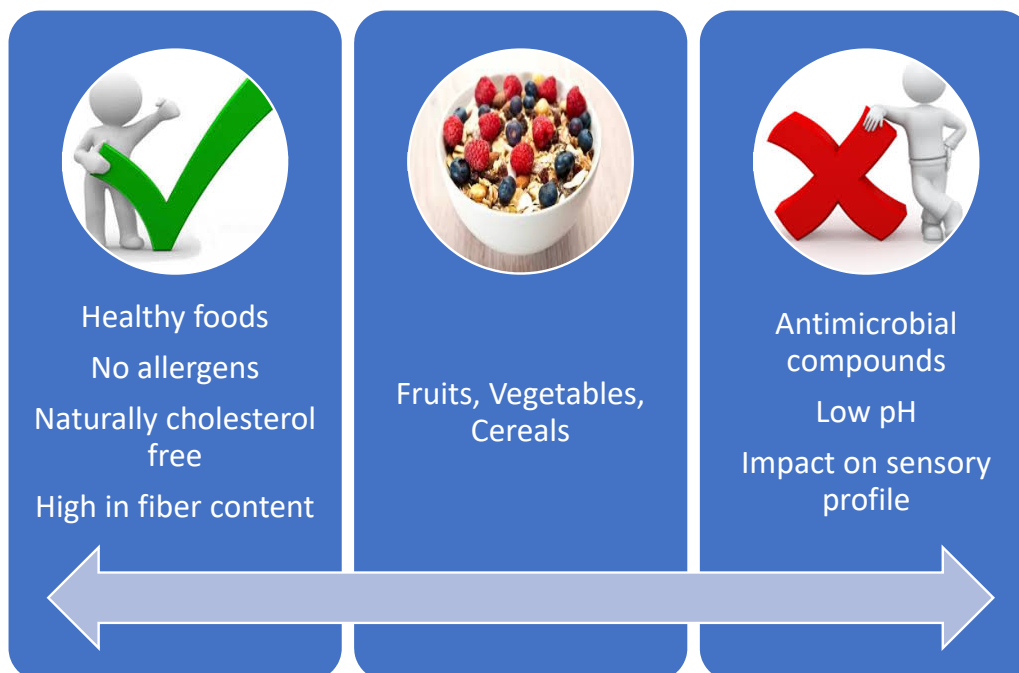 Healthy foods
No allergens
Naturally cholesterol
free
High in fiber content
Fruits, Vegetables,
Cereals
Antimicrobial
compounds
Low pH
Impact on sensory
profile